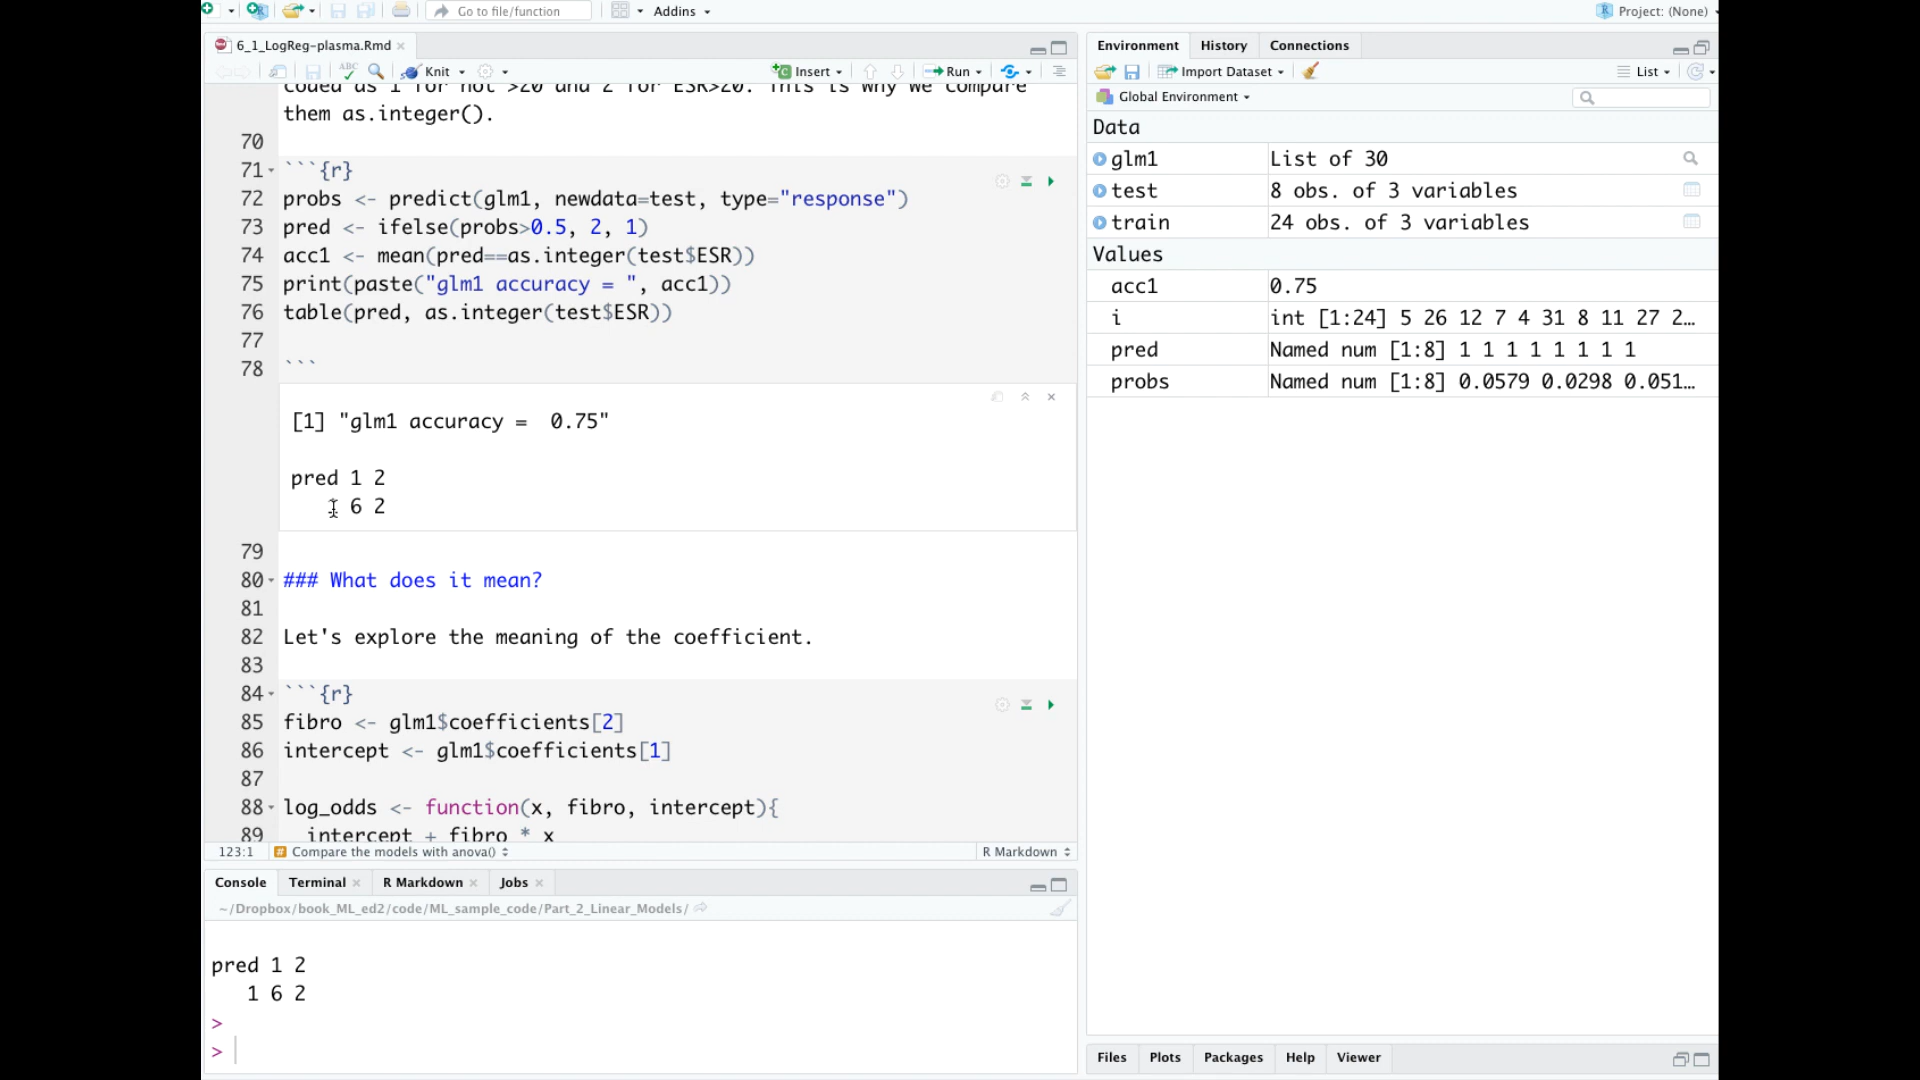 Go to file/function
Addins
Project: (None)
6_1_LogReg-plasma.Rmd
Knit
Insert
Run
coded as 1 for not >20 and 2 for ESR>20. This is why we compare
them as.integer().
70
71 ```{r}
72 probs <- predict(glm1, newdata=test, type="response")
73 pred <- ifelse(probs>0.5, 2, 1)
74 acc1 <- mean(pred==as.integer(test$ESR))
75 print(paste("glm1 accuracy = ", acc1))
76 table(pred, as.integer(test$ESR))
77
78 ```
[1] "glm1 accuracy =  0.75"
pred 1 2
1 6 2
79
80 ### What does it mean?
81
82 Let's explore the meaning of the coefficient.
83
84 ```{r}
85 fibro <- glm1$coefficients[2]
86 intercept <- glm1$coefficients[1]
87
88 log_odds <- function(x, fibro, intercept){
89 intercept + fibro * x
123:1 # Compare the models with anova() R Markdown
Console Terminal R Markdown Jobs
~/Dropbox/book_ML_ed2/code/ML_sample_code/Part_2_Linear_Models/
pred 1 2
1 6 2
>
>
Environment History Connections
Import Dataset List
Global Environment
Data
glm1 List of 30
test 8 obs. of 3 variables
train 24 obs. of 3 variables
Values
acc1 0.75
i int [1:24] 5 26 12 7 4 31 8 11 27 2…
pred Named num [1:8] 1 1 1 1 1 1 1 1
probs Named num [1:8] 0.0579 0.0298 0.051…
Files Plots Packages Help Viewer